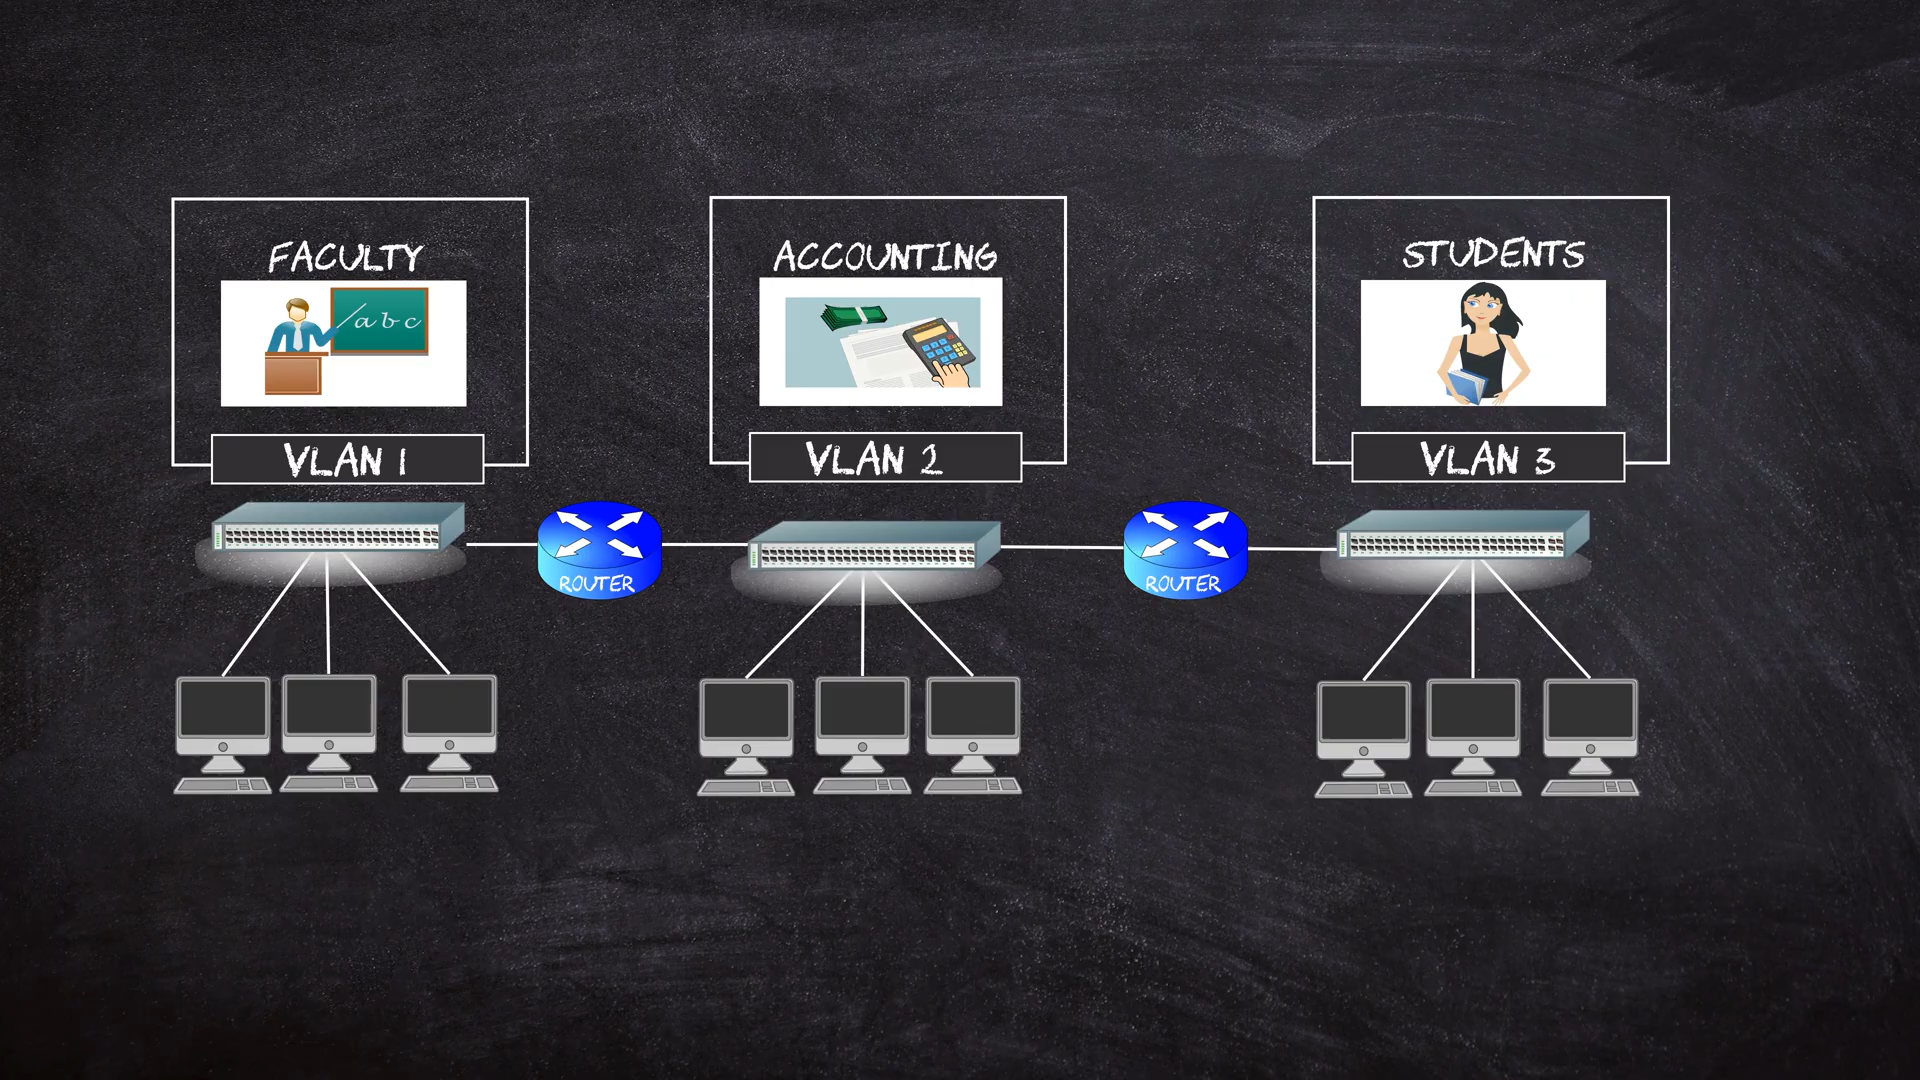 FACULTY
/abc
VLAN 1
ACCOUNTING
VLAN 2
STUDENTS
VLAN 3
ROUTER
ROUTER